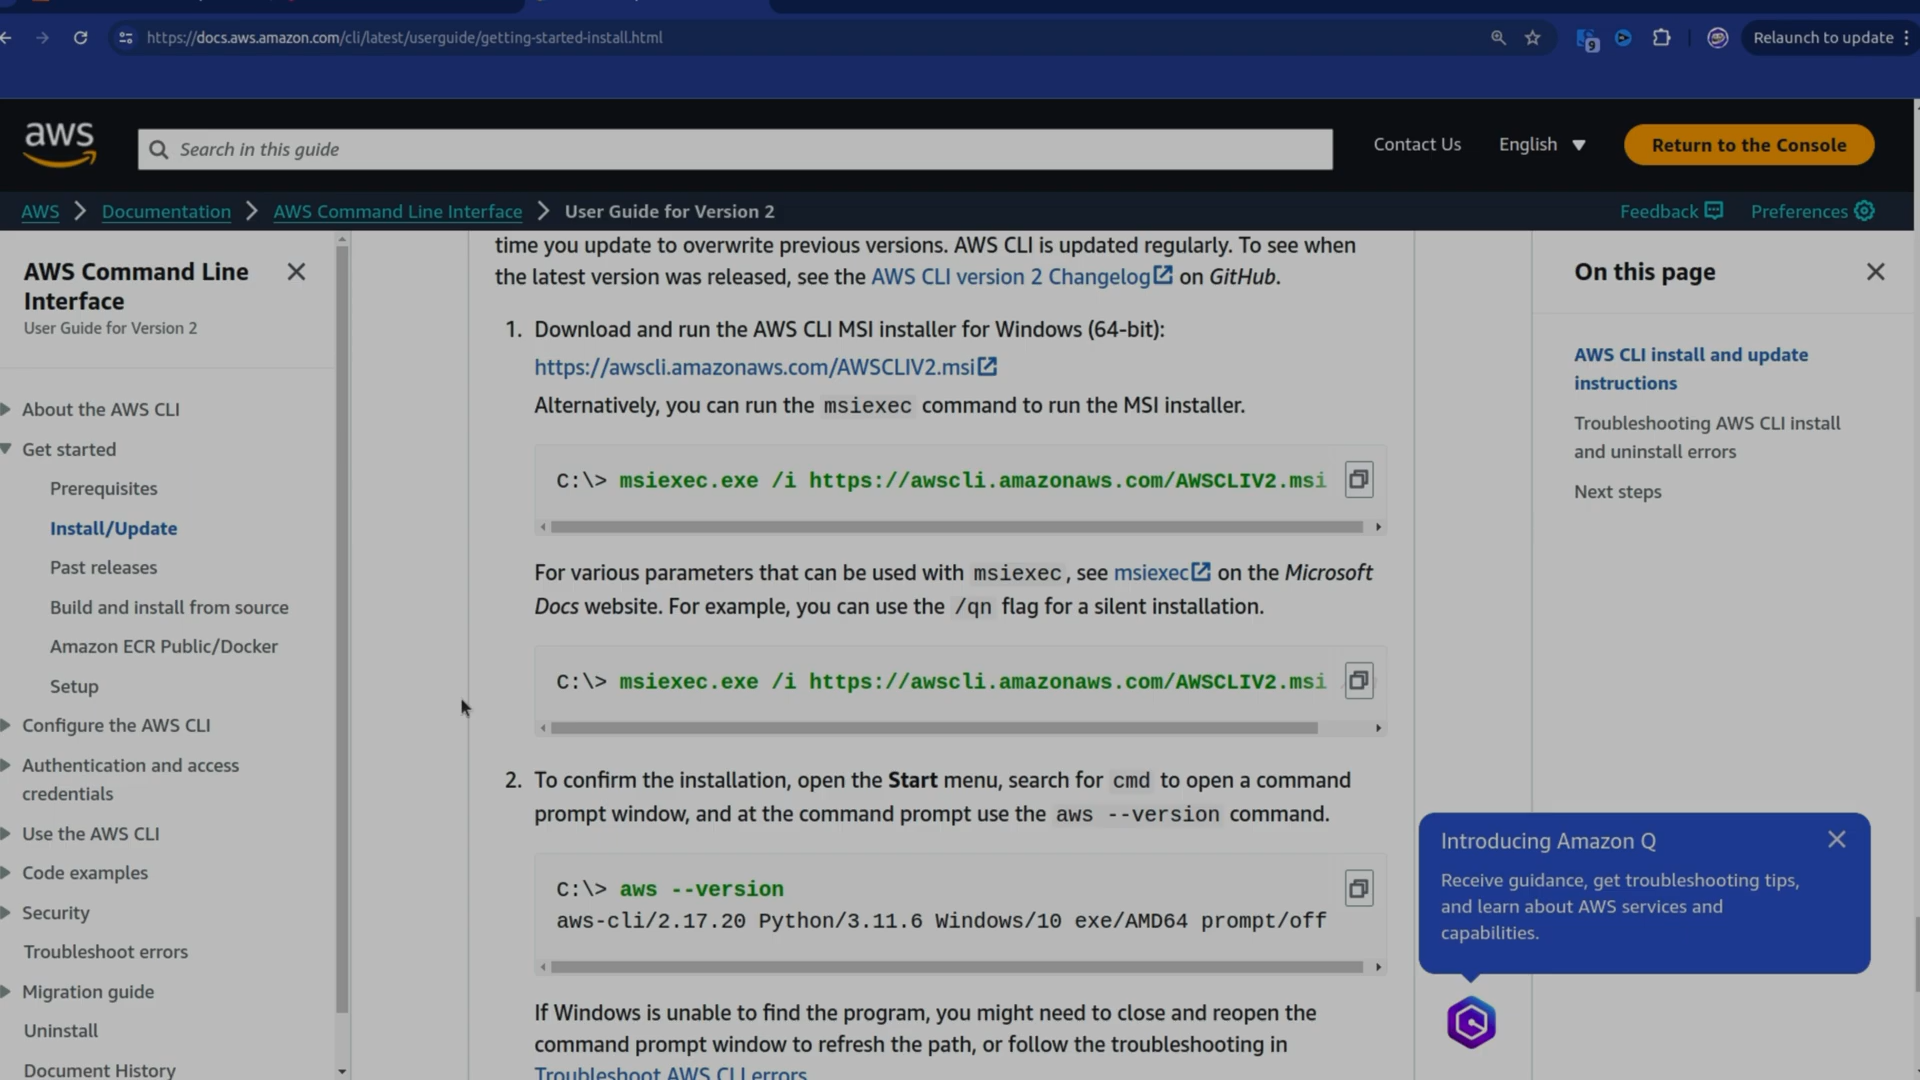 https://docs.aws.amazon.com/cli/latest/userguide/getting-started-install.html
9
Relaunch to update
aws
Search in this guide
Contact Us
English
Return to the Console
AWS
Documentation
AWS Command Line Interface
User Guide for Version 2
Feedback
Preferences
AWS Command Line
Interface
User Guide for Version 2
About the AWS CLI
Get started
Prerequisites
Install/Update
Past releases
Build and install from source
Amazon ECR Public/Docker
Setup
Configure the AWS CLI
Authentication and access
credentials
Use the AWS CLI
Code examples
Security
Troubleshoot errors
Migration guide
Uninstall
Document History
time you update to overwrite previous versions. AWS CLI is updated regularly. To see when
the latest version was released, see the AWS CLI version 2 Changelog on GitHub.
1. Download and run the AWS CLI MSI installer for Windows (64-bit):
https://awscli.amazonaws.com/AWSCLIV2.msi
Alternatively, you can run the msiexec command to run the MSI installer.
C:\> msiexec.exe /i https://awscli.amazonaws.com/AWSCLIV2.msi
For various parameters that can be used with msiexec, see msiexec on the Microsoft
Docs website. For example, you can use the /qn flag for a silent installation.
C:\> msiexec.exe /i https://awscli.amazonaws.com/AWSCLIV2.msi
2. To confirm the installation, open the Start menu, search for cmd to open a command
prompt window, and at the command prompt use the aws --version command.
C:\> aws --version
aws-cli/2.17.20 Python/3.11.6 Windows/10 exe/AMD64 prompt/off
If Windows is unable to find the program, you might need to close and reopen the
command prompt window to refresh the path, or follow the troubleshooting in
Troubleshoot AWS CLI errors.
On this page
AWS CLI install and update
instructions
Troubleshooting AWS CLI install
and uninstall errors
Next steps
Introducing Amazon Q
Receive guidance, get troubleshooting tips,
and learn about AWS services and
capabilities.